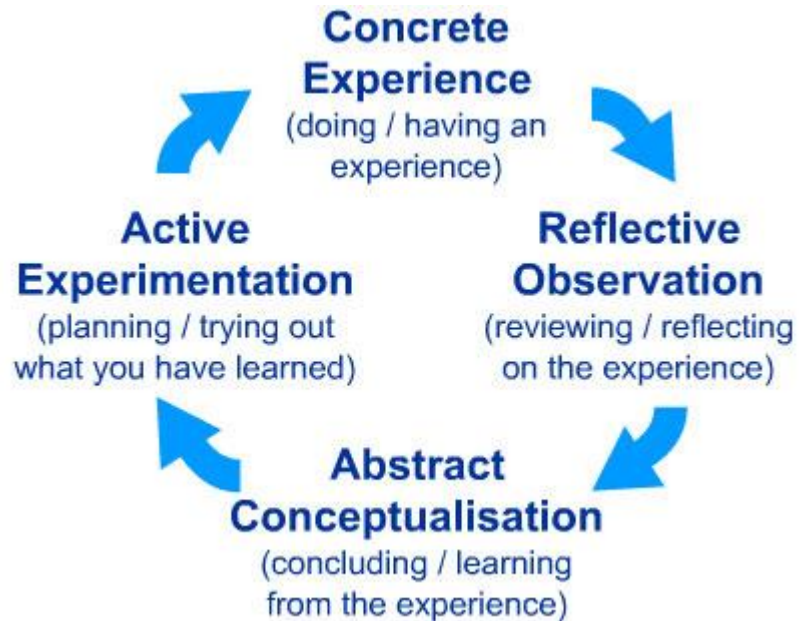 Concrete
Experience
(doing / having an
experience)
Reflective
Observation
(reviewing / reflecting
on the experience)
Abstract
Conceptualisation
(concluding / learning
from the experience)
Active
Experimentation
(planning / trying out
what you have learned)